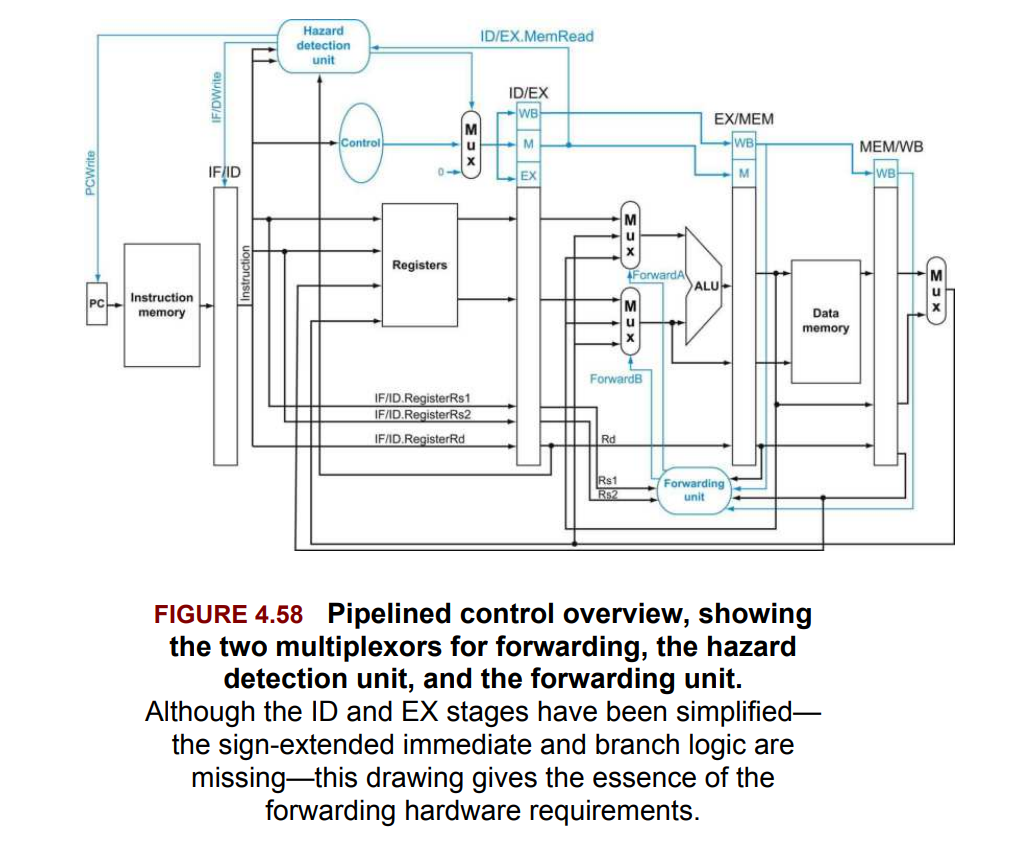 Hazard
detection
unit
ID/EX.MemRead
IF/DWrite
PCWrite
Control
M
u
x
0
ID/EX
WB
M
EX
EX/MEM
WB
M
MEM/WB
WB
IF/ID
PC
Instruction
memory
Instruction
Registers
M
u
x
ForwardA
ALU
M
u
x
ForwardB
Data
memory
M
u
x
IF/ID.RegisterRs1
IF/ID.RegisterRs2
IF/ID.RegisterRd
Rd
Rs1
Rs2
Forwarding
unit
FIGURE 4.58 Pipelined control overview, showing
the two multiplexors for forwarding, the hazard
detection unit, and the forwarding unit.
Although the ID and EX stages have been simplified—
the sign-extended immediate and branch logic are
missing—this drawing gives the essence of the
forwarding hardware requirements.